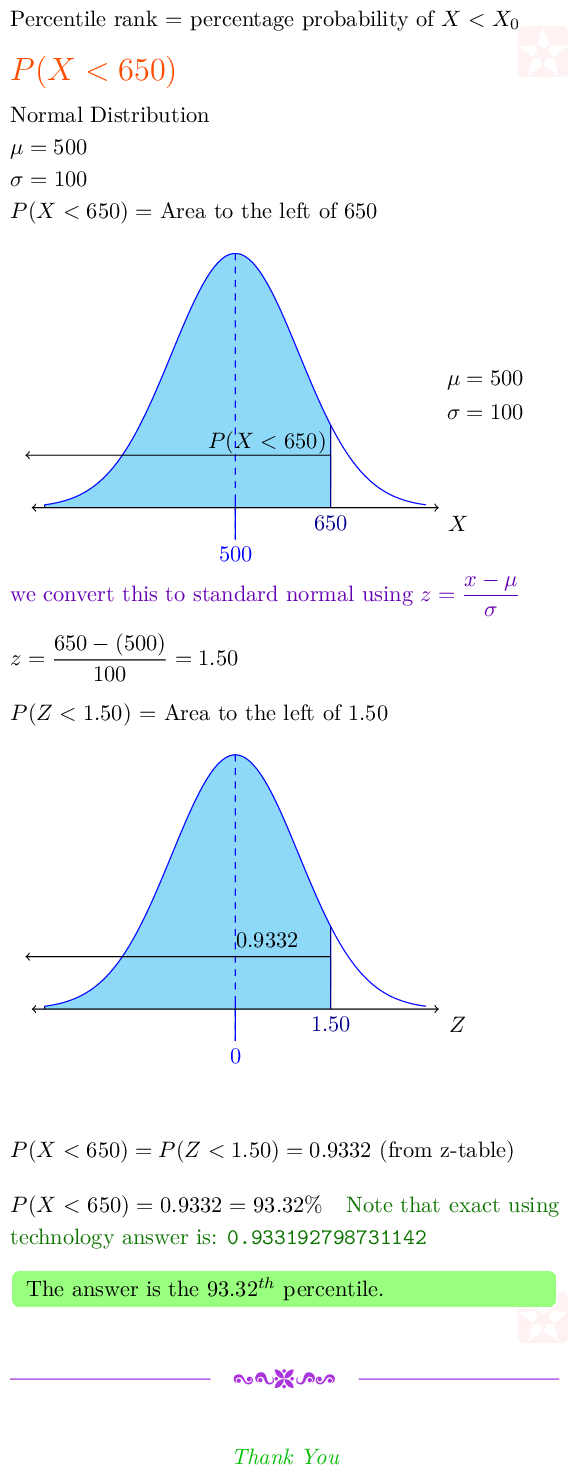 Percentile rank = percentage probability of X < X₀
P(X < 650)
Normal Distribution
μ = 500
σ = 100
P(X < 650) = Area to the left of 650
μ = 500
σ = 100
P(X < 650)
650
X
500
we convert this to standard normal using z = (x − μ)/σ
z = (650 − (500))/100 = 1.50
P(Z < 1.50) = Area to the left of 1.50
0.9332
1.50
Z
0
P(X < 650) = P(Z < 1.50) = 0.9332 (from z-table)
P(X < 650) = 0.9332 = 93.32% Note that exact using
technology answer is: 0.933192798731142
The answer is the 93.32ᵗʰ percentile.
Thank You